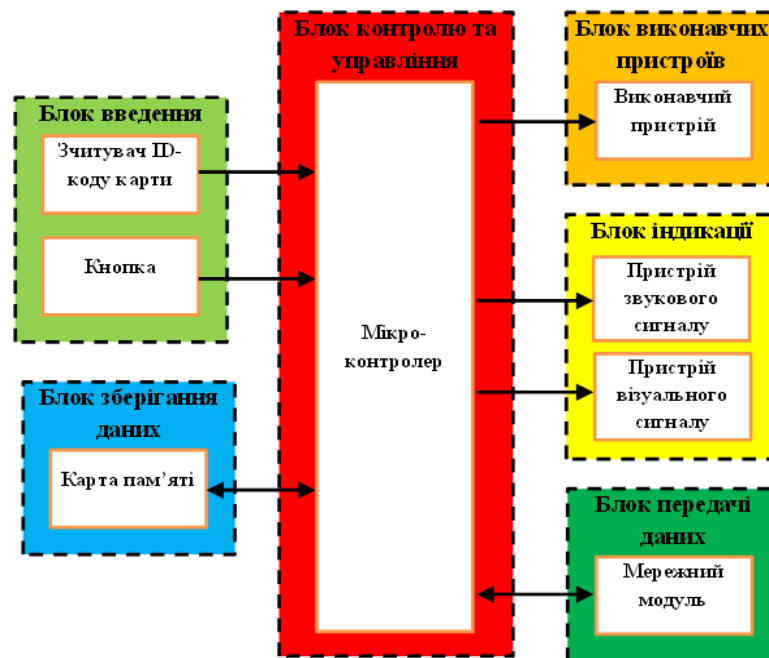 Блок введення
Зчитувач ID-
коду карти
Кнопка
Блок зберігання
даних
Карта пам’яті
Блок контролю та
управління
Мікро-
контролер
Блок виконавчих
пристроїв
Виконавчий
пристрій
Блок індикації
Пристрій
звукового
сигналу
Пристрій
візуального
сигналу
Блок передачі
даних
Мережний
модуль